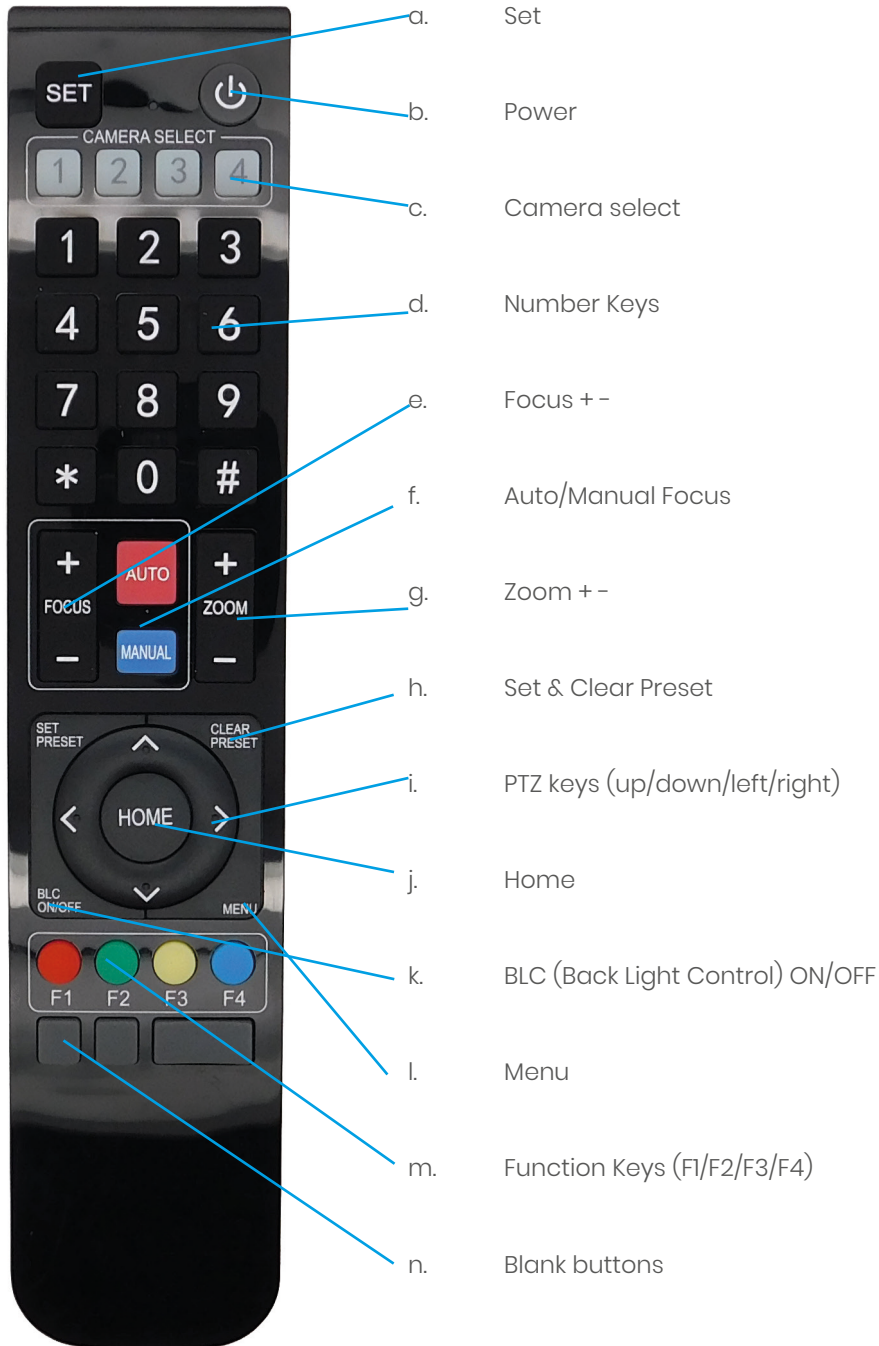 a. Set
SET
b. Power
CAMERA SELECT
1 2 3 4
c. Camera select
1 2 3
4 5 6
d. Number Keys
7 8 9
e. Focus + -
* 0 #
f. Auto/Manual Focus
+ AUTO +
FOCUS ZOOM
g. Zoom + -
- MANUAL -
h. Set & Clear Preset
SET
PRESET
CLEAR
PRESET
i. PTZ keys (up/down/left/right)
HOME
j. Home
BLC
ON/OFF
MENU
k. BLC (Back Light Control) ON/OFF
F1 F2 F3 F4
l. Menu
m. Function Keys (F1/F2/F3/F4)
n. Blank buttons